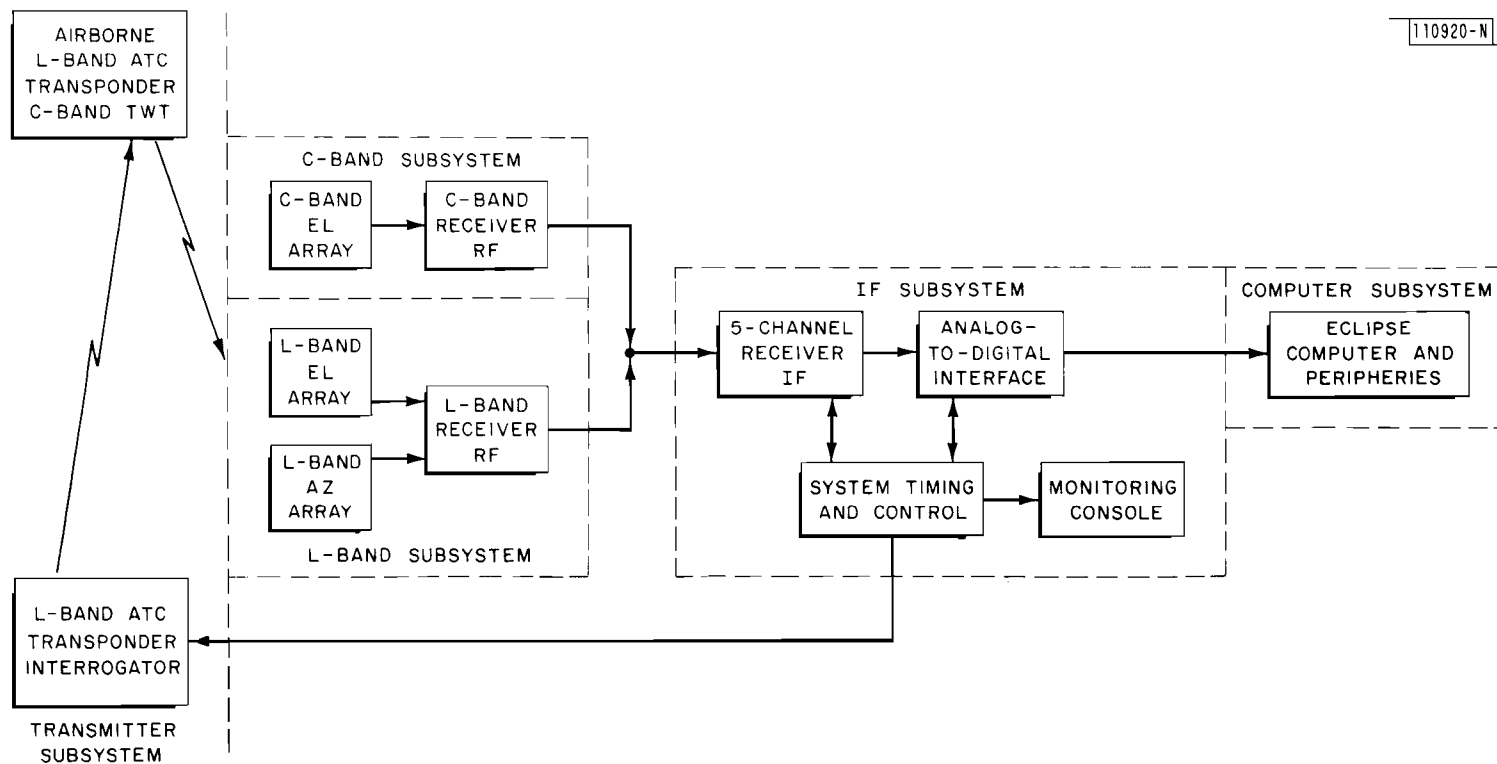 110920-N
AIRBORNE
L-BAND ATC
TRANSPONDER
C-BAND TWT
C-BAND SUBSYSTEM
C-BAND
EL
ARRAY
C-BAND
RECEIVER
RF
L-BAND
EL
ARRAY
L-BAND
AZ
ARRAY
L-BAND
RECEIVER
RF
L-BAND SUBSYSTEM
IF SUBSYSTEM
5-CHANNEL
RECEIVER
IF
ANALOG-
TO-DIGITAL
INTERFACE
SYSTEM TIMING
AND CONTROL
MONITORING
CONSOLE
COMPUTER SUBSYSTEM
ECLIPSE
COMPUTER AND
PERIPHERIES
L-BAND ATC
TRANSPONDER
INTERROGATOR
TRANSMITTER
SUBSYSTEM